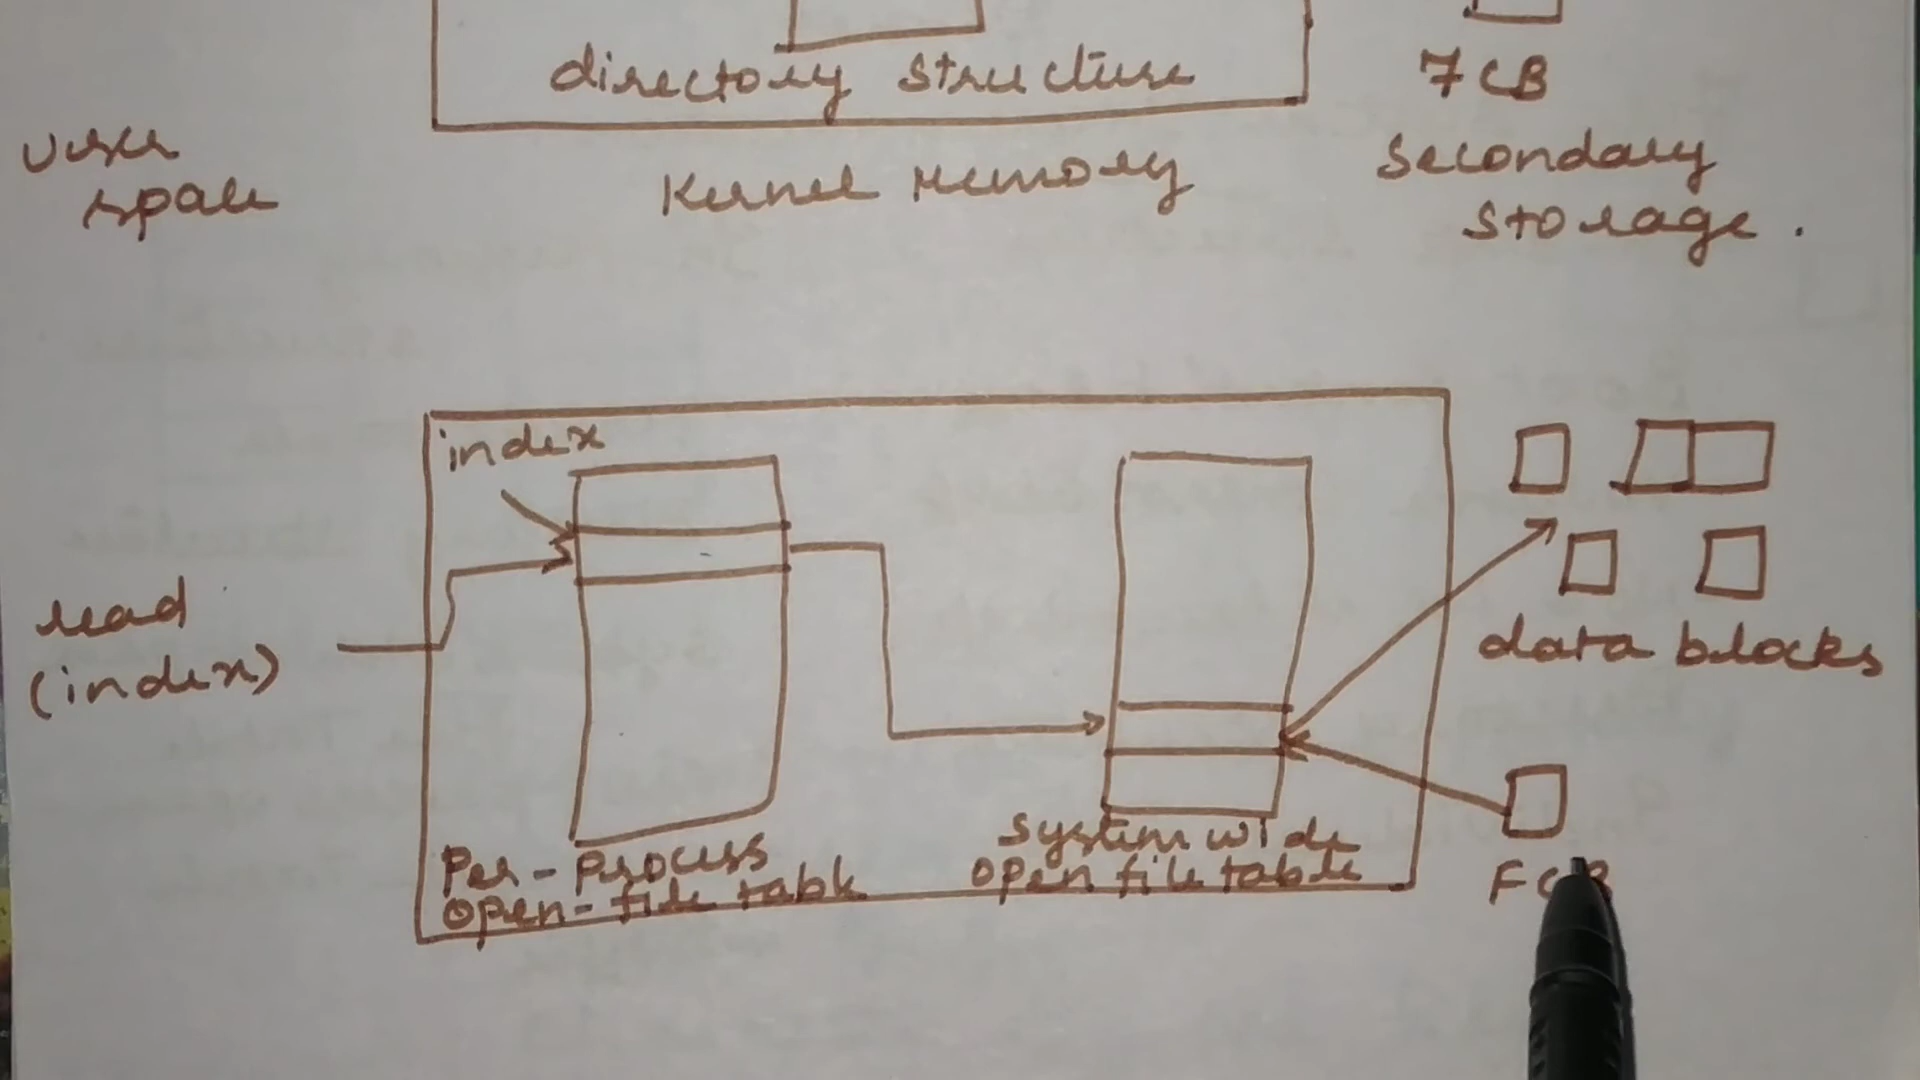 directory structure
FCB
user
space
Kernel Memory
Secondary
Storage.
index
read
(index)
data blocks
Per-Process
open-file table
System wide
open file table
FCB